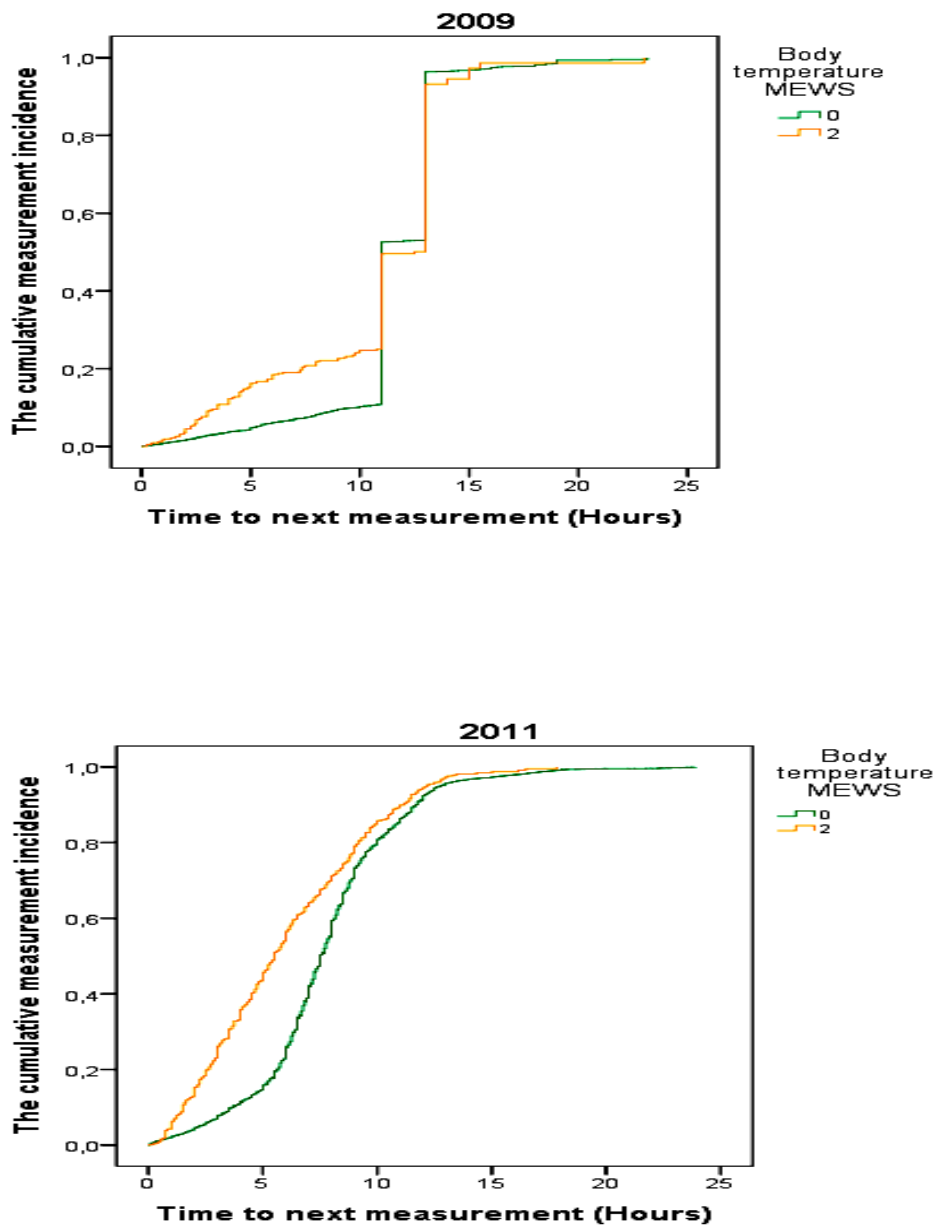 2009
The cumulative measurement incidence
1,0
0,8
0,6
0,4
0,2
0,0
0 5 10 15 20 25
Time to next measurement (Hours)
Body
temperature
MEWS
0
2
2011
The cumulative measurement incidence
1,0
0,8
0,6
0,4
0,2
0,0
0 5 10 15 20 25
Time to next measurement (Hours)
Body
temperature
MEWS
0
2